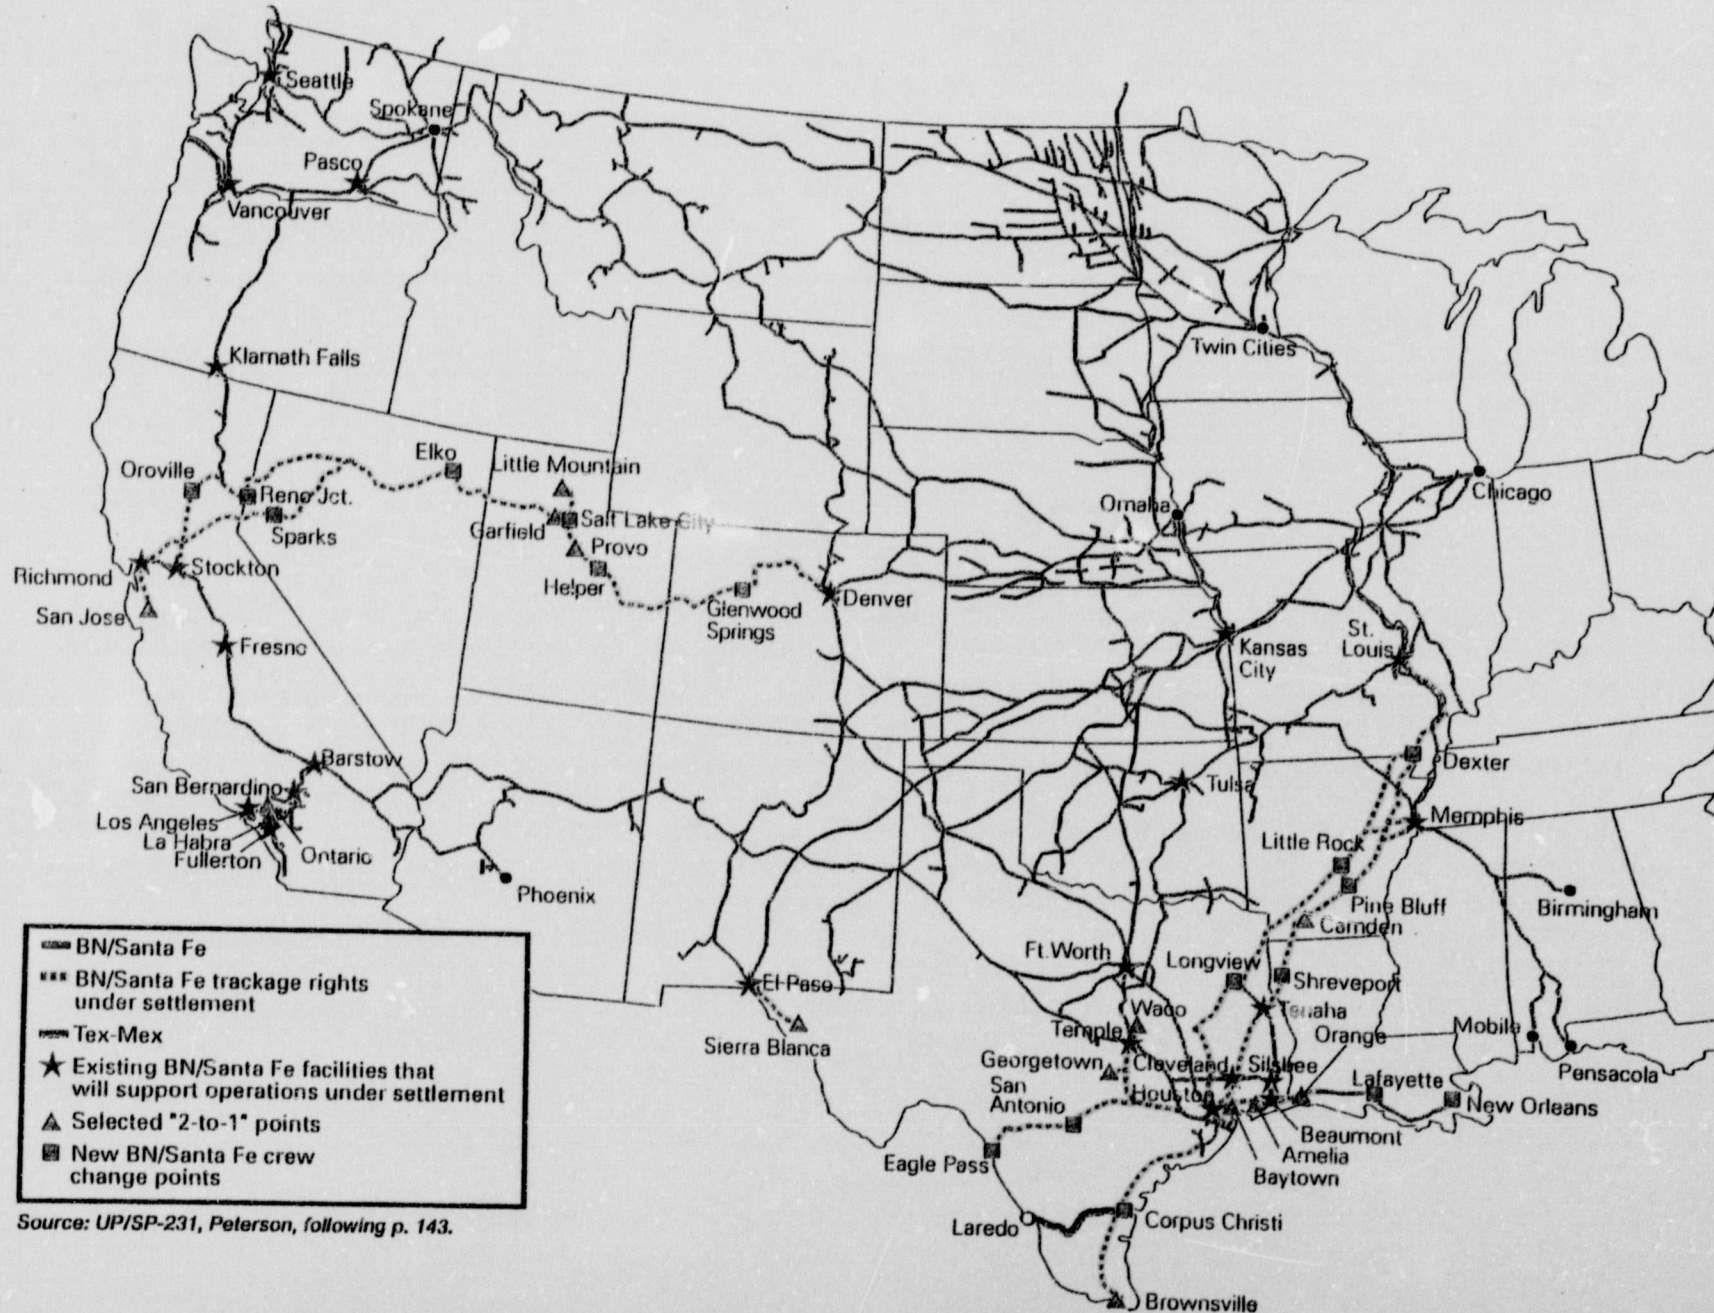 Seattle
Spokane
Pasco
Vancouver
Klarnath Falls
Twin Cities
Elko
Little Mountain
Oroville
Reno Jct.
Chicago
Omaha
Salt Lake City
Garfield
Sparks
Provo
Stockton
Richmond
Helper
Denver
Glenwood
Springs
San Jose
St.
Louis
Kansas
City
Fresno
Barstow
Dexter
San Bernardino
Tulsa
Memphis
Los Angeles
La Habra
Fullerton
Ontario
Little Rock
Phoenix
Pine Bluff
Birmingham
Camden
BN/Santa Fe
BN/Santa Fe trackage rights
under settlement
Tex-Mex
Existing BN/Santa Fe facilities that
will support operations under settlement
Selected "2-to-1" points
New BN/Santa Fe crew
change points
Source: UP/SP-231, Peterson, following p. 143.
Ft. Worth
Longview
El Paso
Shreveport
Waco
Tenaha
Temple
Orange
Mobile
Sierra Blanca
Georgetown
Cleveland
Silsbee
Pensacola
San
Antonio
Houston
Lafayette
New Orleans
Beaumont
Amelia
Baytown
Eagle Pass
Laredo
Corpus Christi
Brownsville